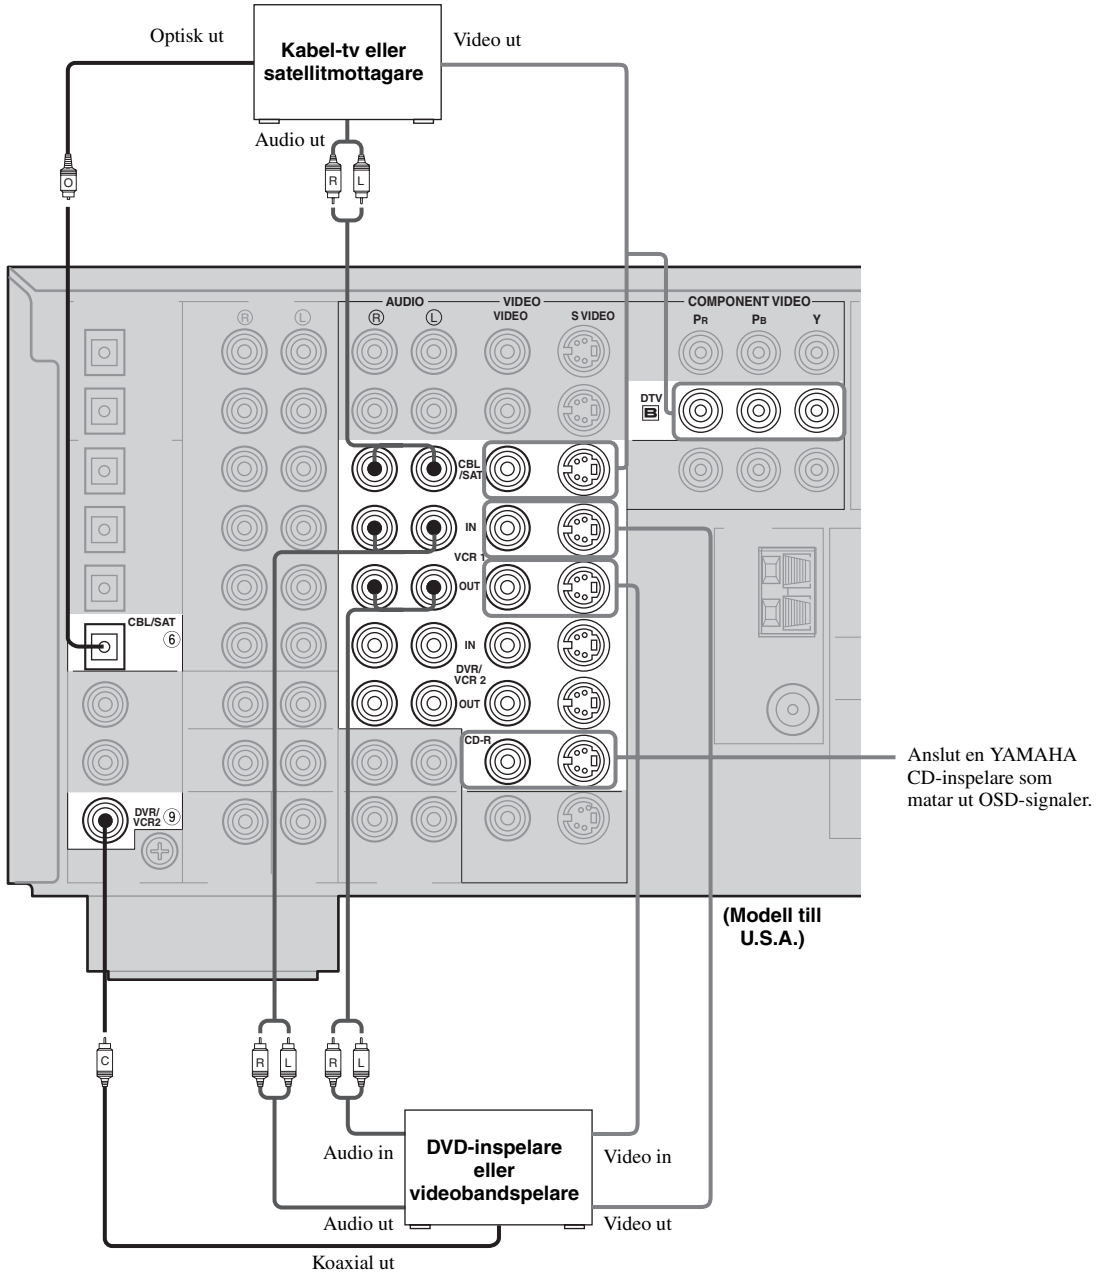 Optisk ut
Kabel-tv eller
satellitmottagare
Video ut
Audio ut
O
R L
AUDIO
VIDEO
COMPONENT VIDEO
R L R L VIDEO S VIDEO PR PB Y
DTV
B
CBL
/SAT
IN
VCR 1
OUT
CBL/SAT
6
IN
DVR/
VCR 2
OUT
CD-R
Anslut en YAMAHA
CD-inspelare som
matar ut OSD-signaler.
DVR/
VCR2
9
(Modell till
U.S.A.)
C
R L R L
Audio in
DVD-inspelare
eller
videobandspelare
Video in
Audio ut
Video ut
Koaxial ut